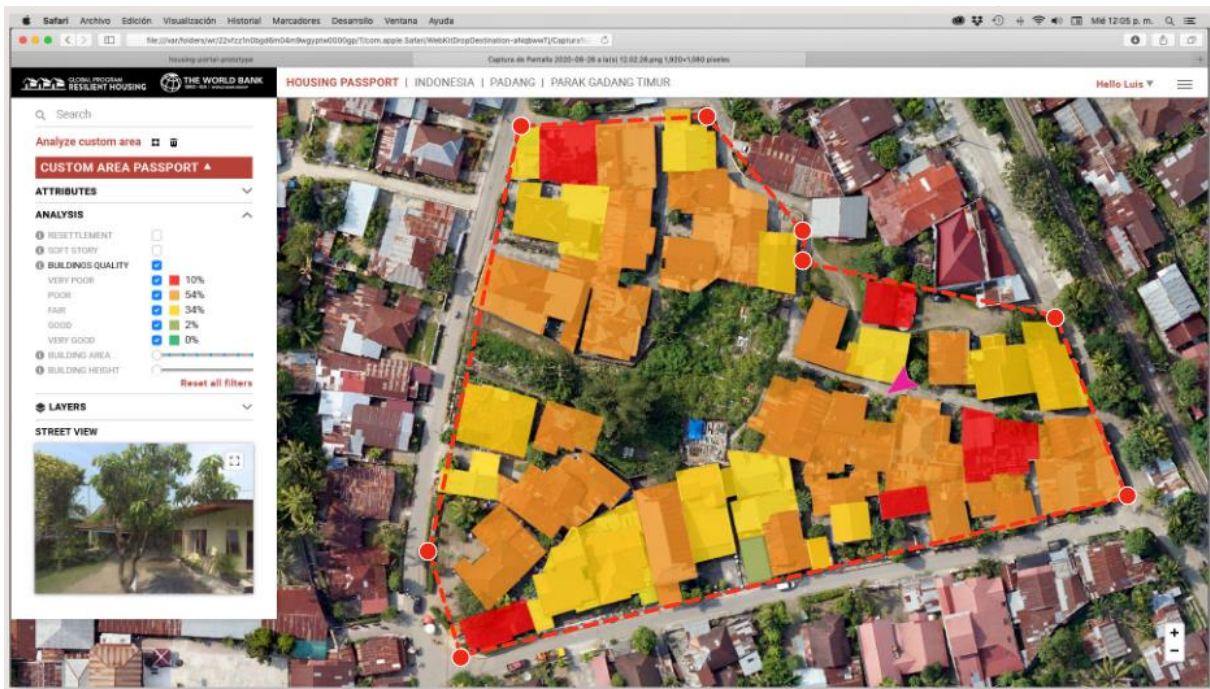 Safari Archivo Edición Visualización Historial Marcadores Desarrollo Ventana Ayuda
Mié 12:05 p. m.
housing-portal-prototype
Captura de Pantalla 2020-08-26 a la(s) 12.02.26.png 1,920×1,080 pixeles
GLOBAL PROGRAM
RESILIENT HOUSING
THE WORLD BANK
HOUSING PASSPORT | INDONESIA | PADANG | PARAK GADANG TIMUR
Hello Luis
Search
Analyze custom area
CUSTOM AREA PASSPORT
ATTRIBUTES
ANALYSIS
RESETTLEMENT
SOFT STORY
BUILDINGS QUALITY
VERY POOR 10%
POOR 54%
FAIR 34%
GOOD 2%
VERY GOOD 0%
BUILDING AREA
BUILDING HEIGHT
Reset all filters
LAYERS
STREET VIEW
+
-